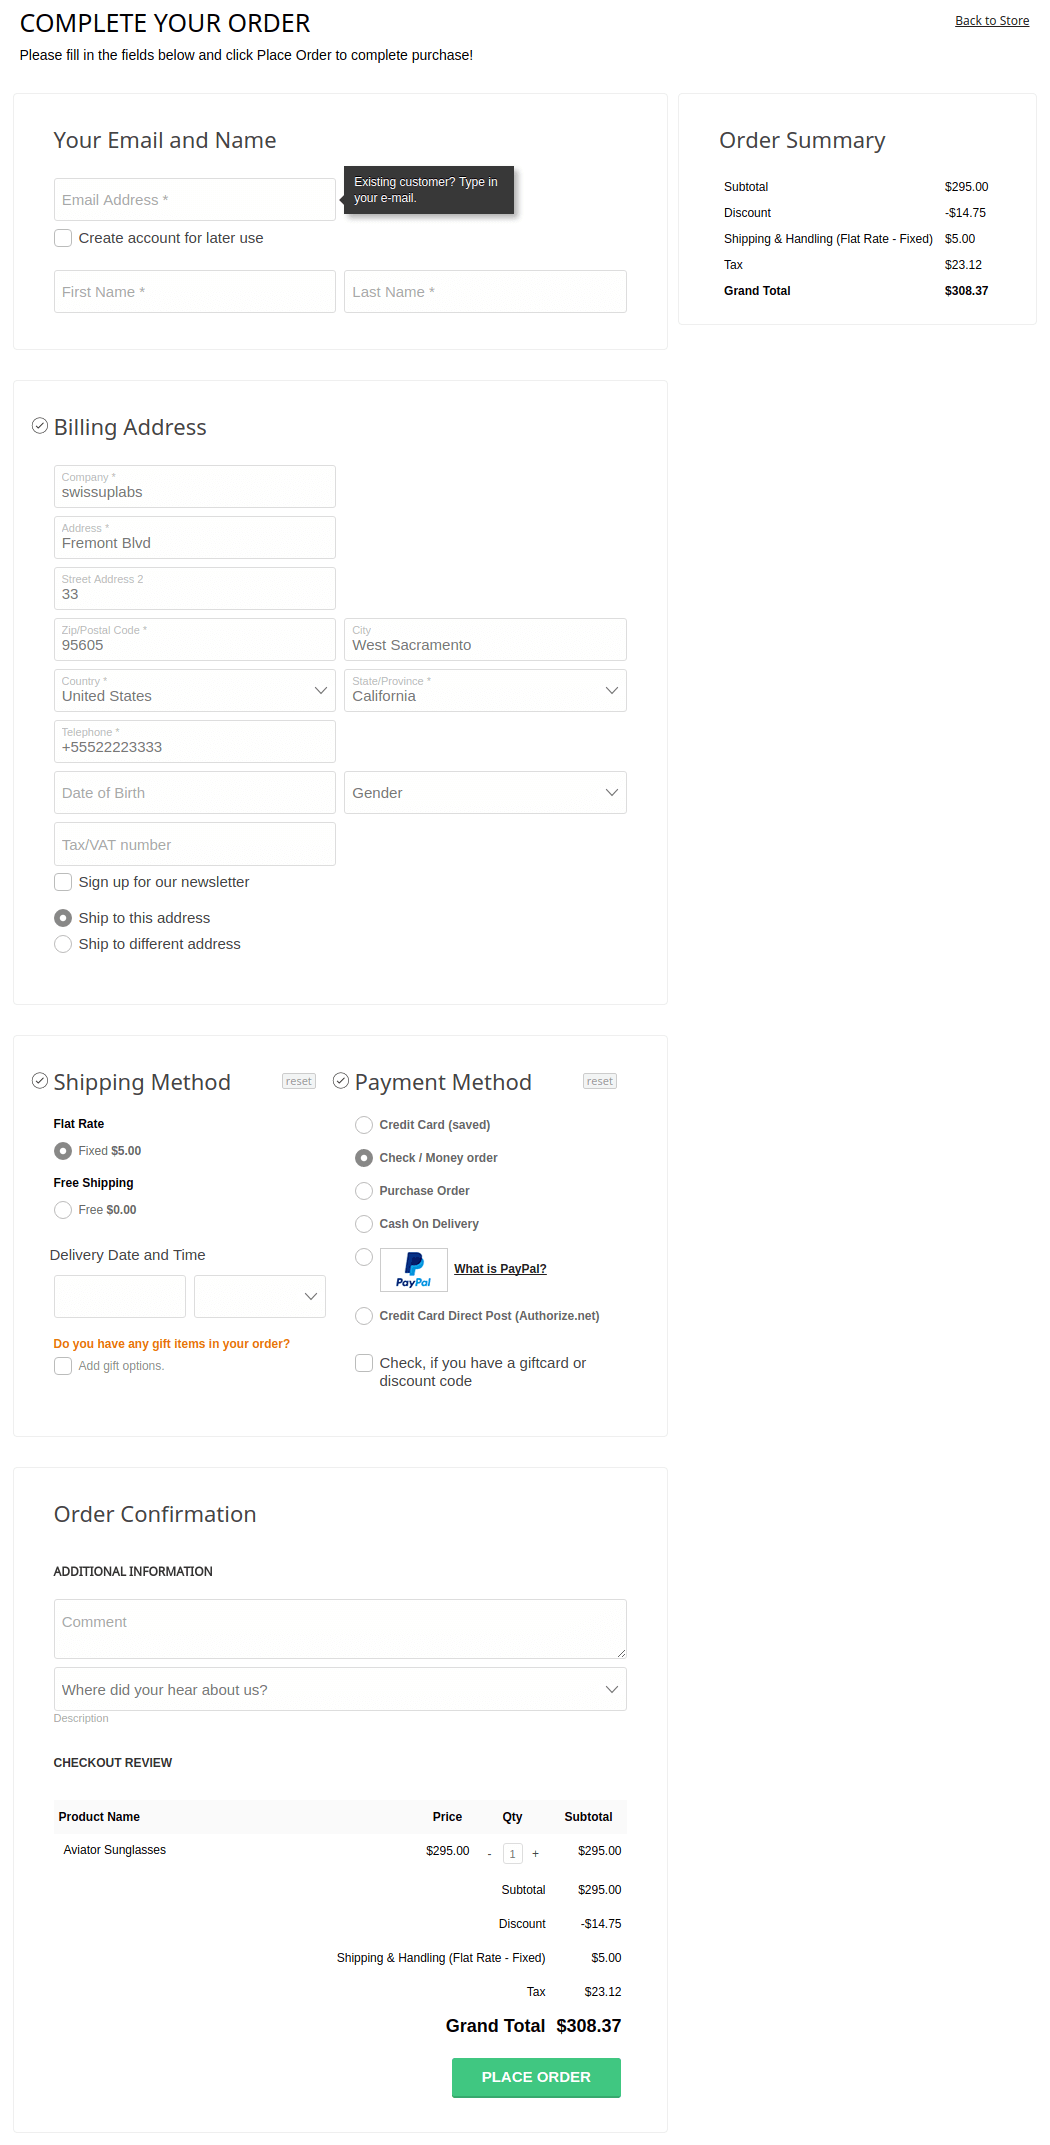 COMPLETE YOUR ORDER
Back to Store
Please fill in the fields below and click Place Order to complete purchase!
Your Email and Name
Email Address *
Existing customer? Type in
your e-mail.
Create account for later use
First Name *
Last Name *
Order Summary
Subtotal $295.00
Discount -$14.75
Shipping & Handling (Flat Rate - Fixed) $5.00
Tax $23.12
Grand Total $308.37
Billing Address
Company *
swissuplabs
Address *
Fremont Blvd
Street Address 2
33
Zip/Postal Code *
95605
City
West Sacramento
Country *
United States
State/Province *
California
Telephone *
+55522223333
Date of Birth
Gender
Tax/VAT number
Sign up for our newsletter
Ship to this address
Ship to different address
Shipping Method
reset
Flat Rate
Fixed $5.00
Free Shipping
Free $0.00
Delivery Date and Time
Do you have any gift items in your order?
Add gift options.
Payment Method
reset
Credit Card (saved)
Check / Money order
Purchase Order
Cash On Delivery
PayPal
What is PayPal?
Credit Card Direct Post (Authorize.net)
Check, if you have a giftcard or
discount code
Order Confirmation
ADDITIONAL INFORMATION
Comment
Where did your hear about us?
Description
CHECKOUT REVIEW
Product Name Price Qty Subtotal
Aviator Sunglasses $295.00 - 1 + $295.00
Subtotal $295.00
Discount -$14.75
Shipping & Handling (Flat Rate - Fixed) $5.00
Tax $23.12
Grand Total $308.37
PLACE ORDER